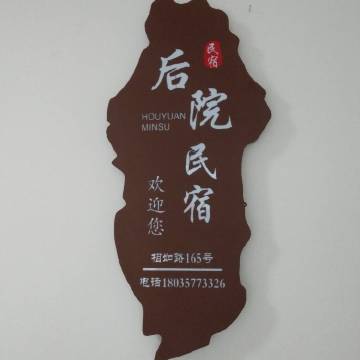 民宿
后院民宿
HOUYUAN
MINSU
欢迎您
相如路165号
电话18035773326